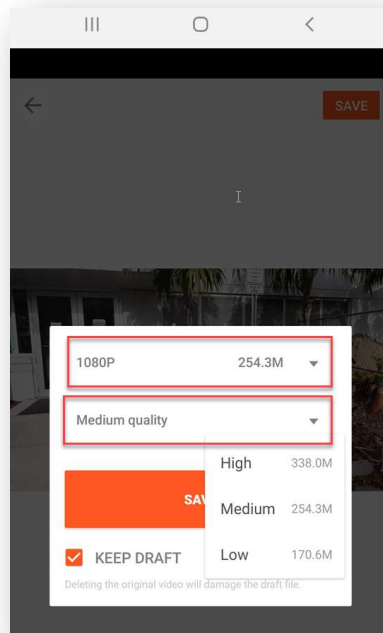 SAVE
1080P 254.3M
Medium quality
High 338.0M
SAV
Medium 254.3M
KEEP DRAFT
Low 170.6M
Deleting the original video will damage the draft file.